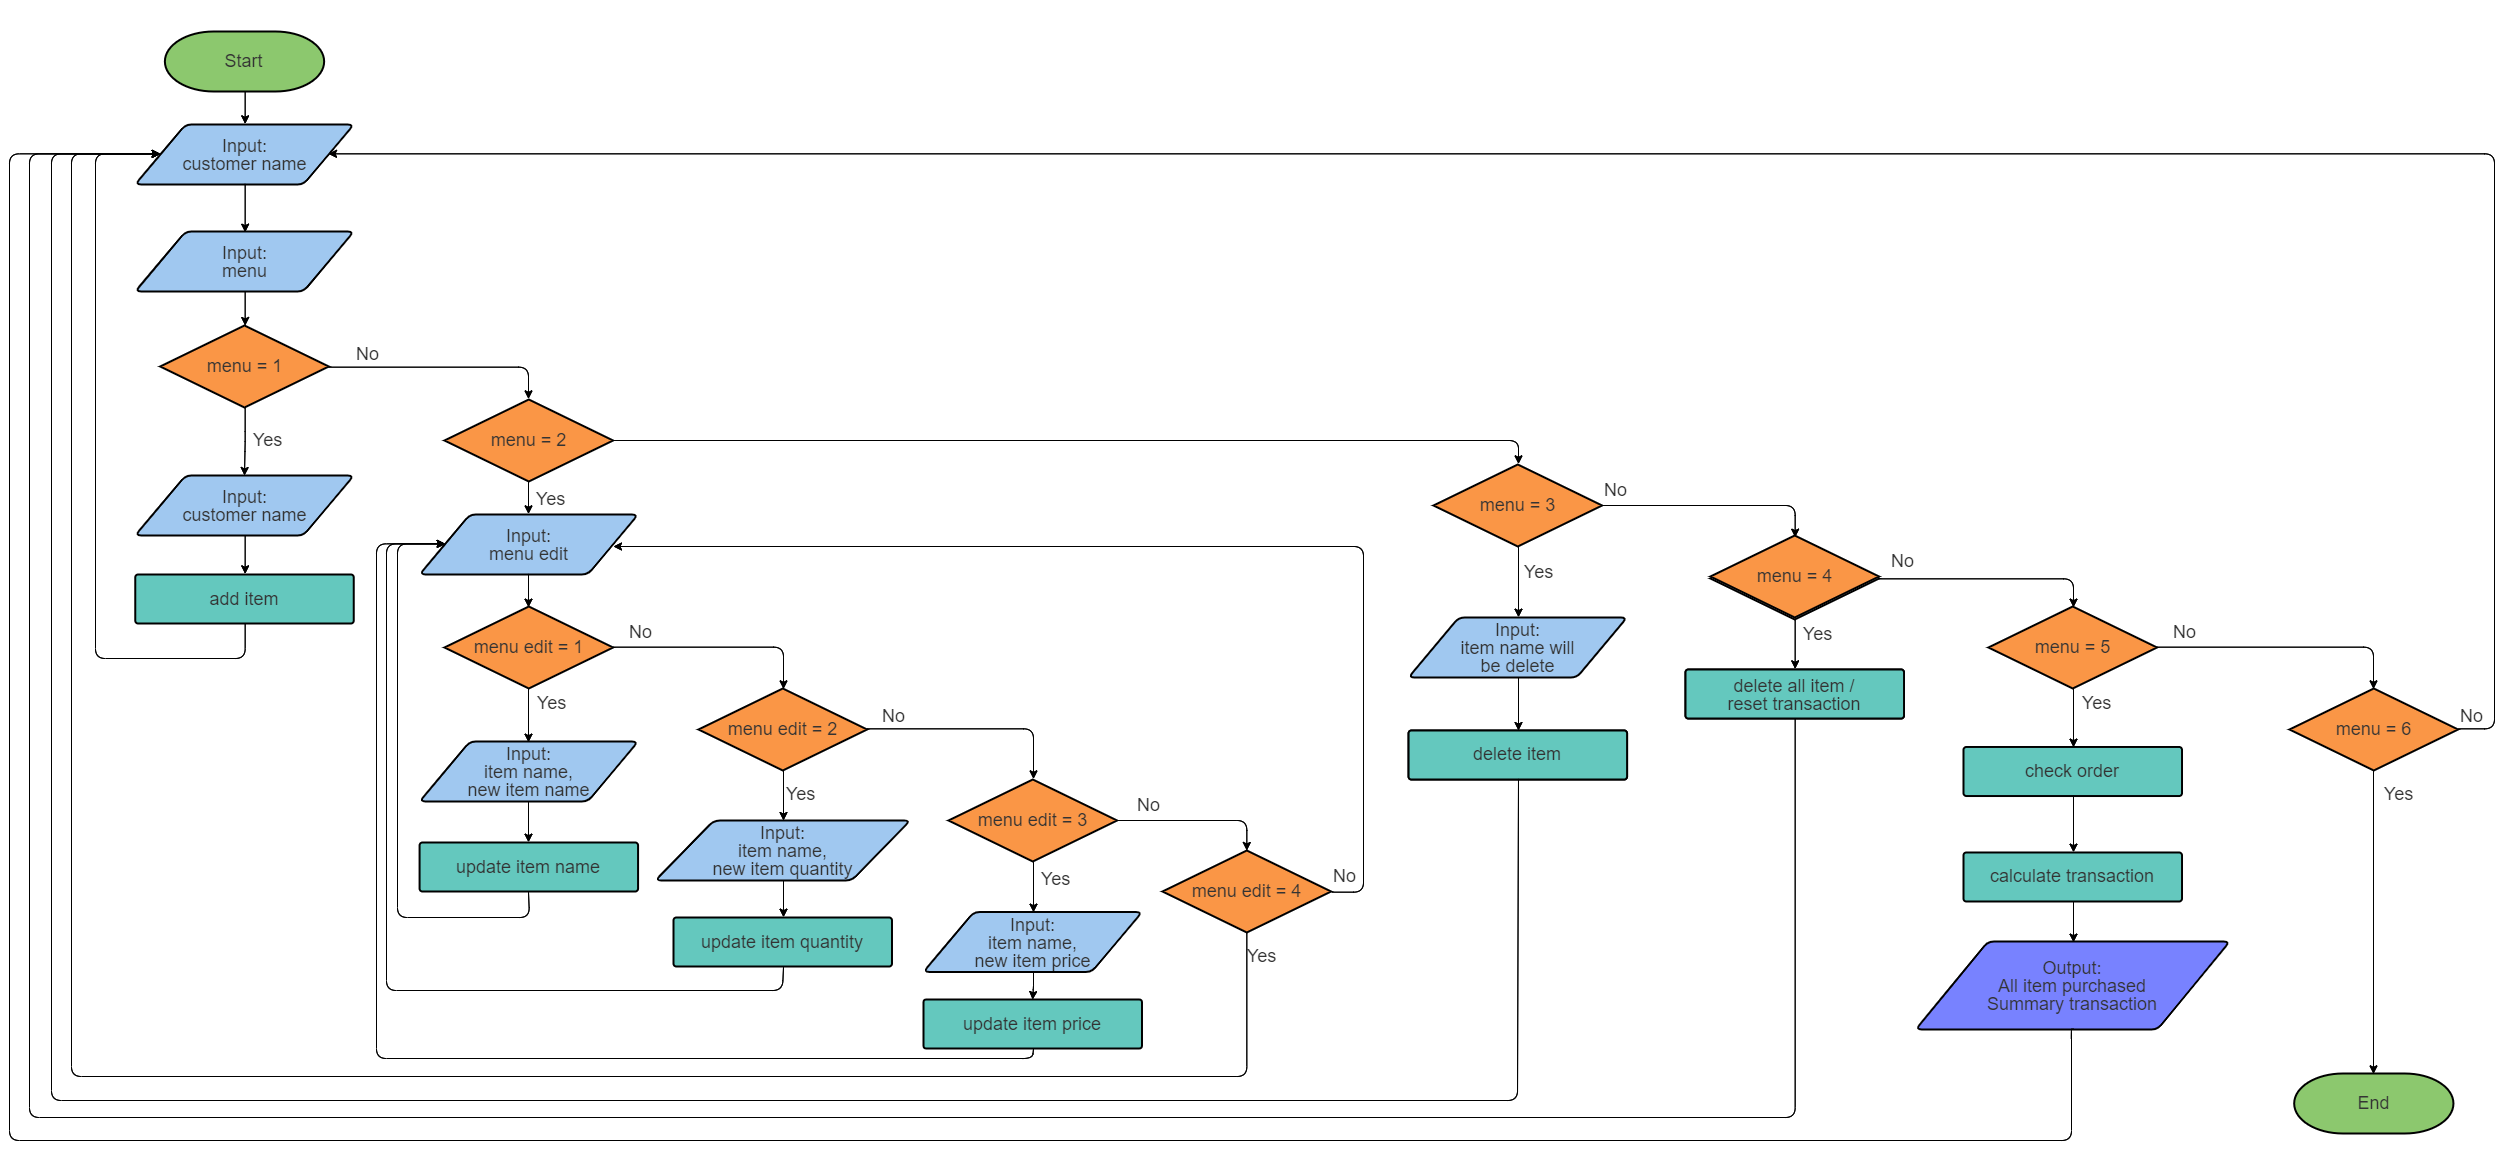 Start
Input:
customer name
Input:
menu
menu = 1
No
Yes
Input:
customer name
add item
menu = 2
Yes
Input:
menu edit
menu edit = 1
No
Yes
Input:
item name,
new item name
update item name
menu edit = 2
No
Yes
Input:
item name,
new item quantity
update item quantity
menu edit = 3
No
Yes
Input:
item name,
new item price
update item price
menu edit = 4
No
Yes
menu = 3
No
Yes
Input:
item name will
be delete
delete item
menu = 4
No
Yes
delete all item /
reset transaction
menu = 5
No
Yes
check order
calculate transaction
Output:
All item purchased
Summary transaction
menu = 6
No
Yes
End